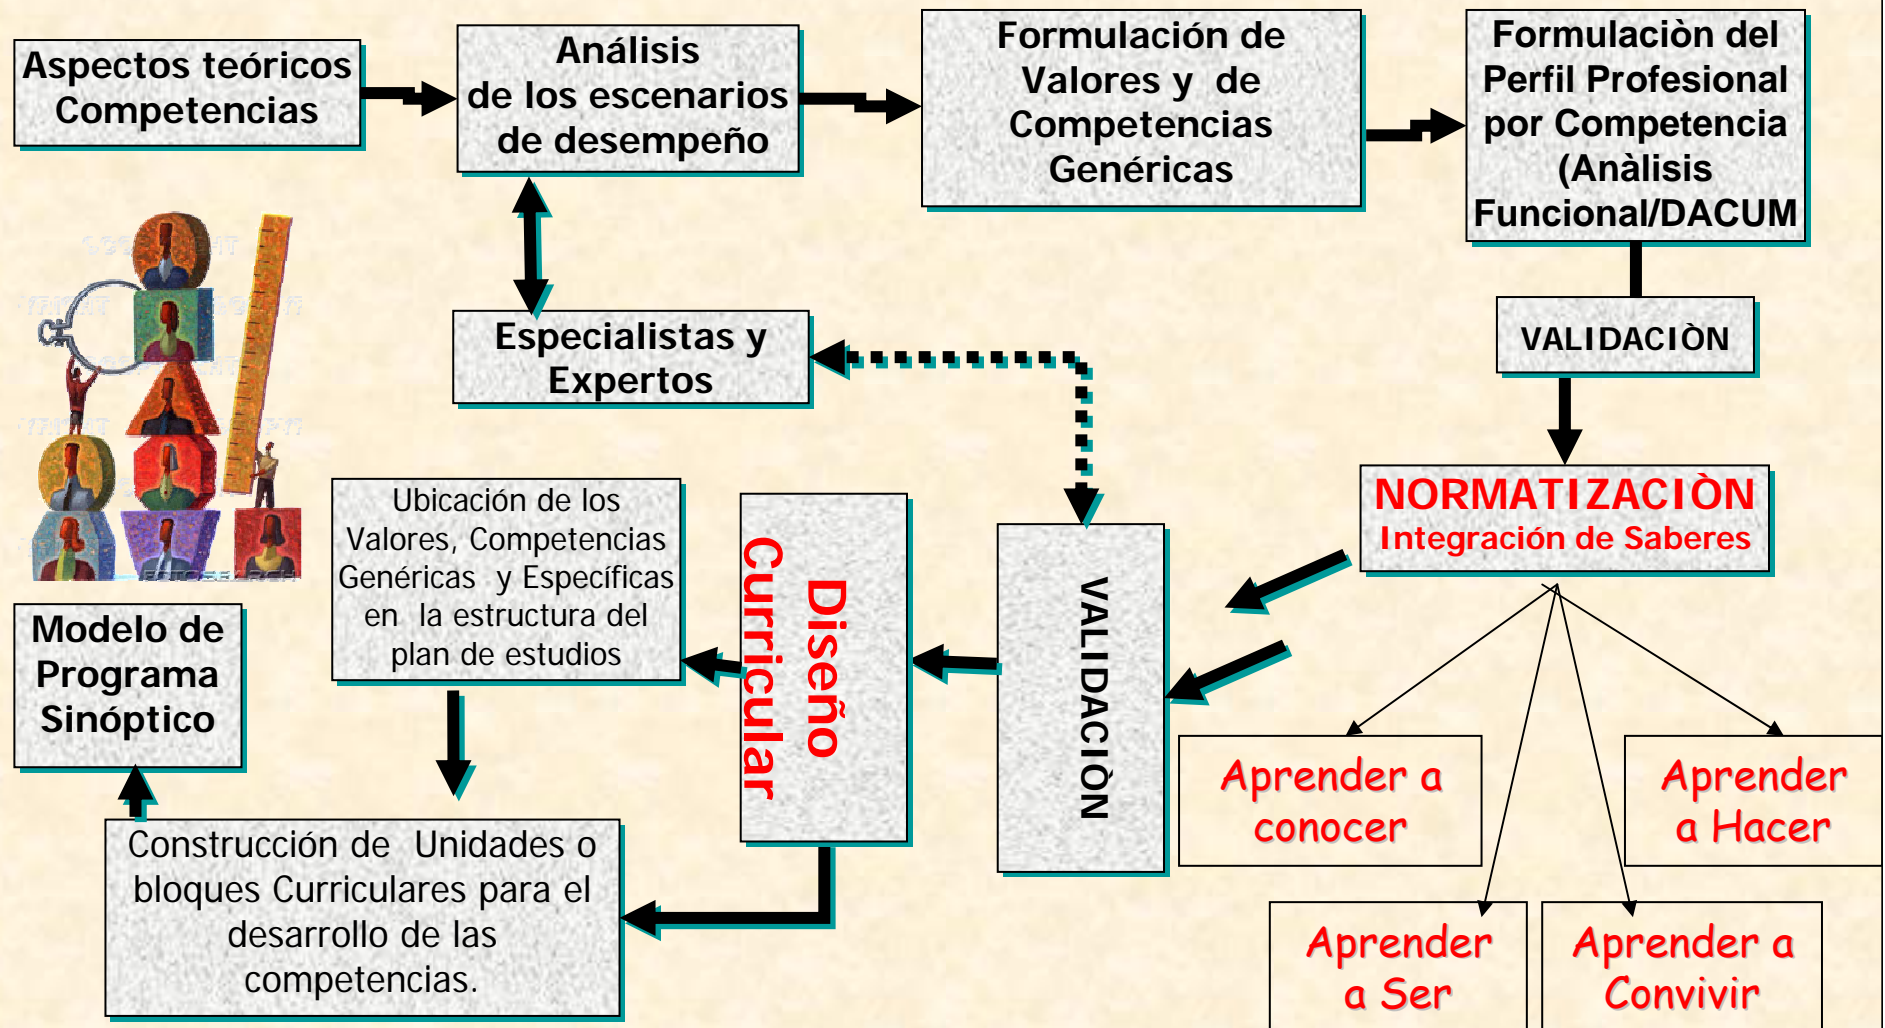 Aspectos teóricos
Competencias
Análisis
de los escenarios
de desempeño
Formulación de
Valores y de
Competencias
Genéricas
Formulaciòn del
Perfil Profesional
por Competencia
(Anàlisis
Funcional/DACUM
VALIDACIÒN
Especialistas y
Expertos
NORMATIZACIÒN
Integración de Saberes
Ubicación de los
Valores, Competencias
Genéricas y Específicas
en la estructura del
plan de estudios
Diseño
Curricular
VALIDACIÒN
Modelo de
Programa
Sinóptico
Construcción de Unidades o
bloques Curriculares para el
desarrollo de las
competencias.
Aprender a
conocer
Aprender
a Hacer
Aprender
a Ser
Aprender a
Convivir